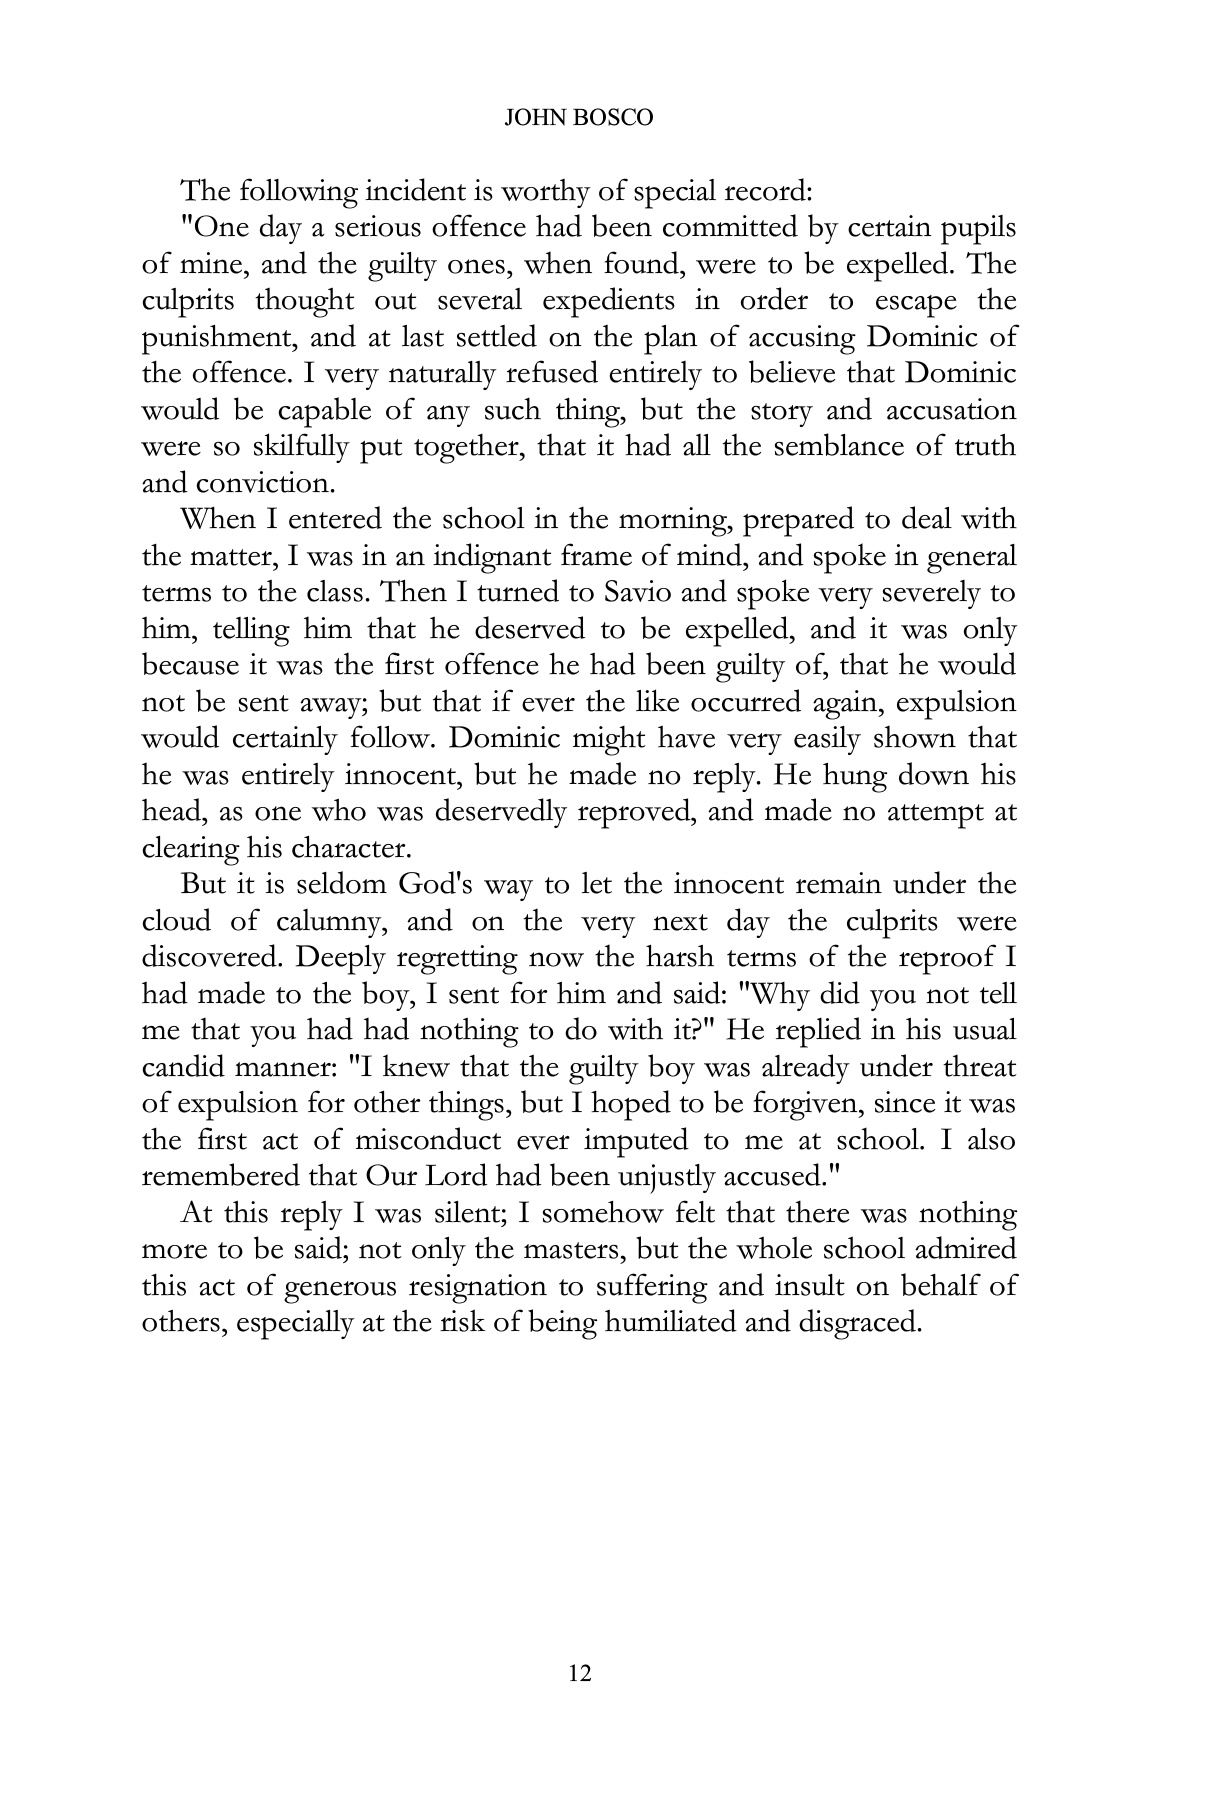 JOHN BOSCO
The following incident is worthy of special record:
"One day a serious offence had been committed by certain pupils
of mine, and the guilty ones, when found, were to be expelled. The
culprits thought out several expedients in order to escape the
punishment, and at last settled on the plan of accusing Dominic of
the offence. I very naturally refused entirely to believe that Dominic
would be capable of any such thing, but the story and accusation
were so skilfully put together, that it had all the semblance of truth
and conviction.
When I entered the school in the morning, prepared to deal with
the matter, I was in an indignant frame of mind, and spoke in general
terms to the class. Then I turned to Savio and spoke very severely to
him, telling him that he deserved to be expelled, and it was only
because it was the first offence he had been guilty of, that he would
not be sent away; but that if ever the like occurred again, expulsion
would certainly follow. Dominic might have very easily shown that
he was entirely innocent, but he made no reply. He hung down his
head, as one who was deservedly reproved, and made no attempt at
clearing his character.
But it is seldom God's way to let the innocent remain under the
cloud of calumny, and on the very next day the culprits were
discovered. Deeply regretting now the harsh terms of the reproof I
had made to the boy, I sent for him and said: "Why did you not tell
me that you had had nothing to do with it?" He replied in his usual
candid manner: "I knew that the guilty boy was already under threat
of expulsion for other things, but I hoped to be forgiven, since it was
the first act of misconduct ever imputed to me at school. I also
remembered that Our Lord had been unjustly accused."
At this reply I was silent; I somehow felt that there was nothing
more to be said; not only the masters, but the whole school admired
this act of generous resignation to suffering and insult on behalf of
others, especially at the risk of being humiliated and disgraced.
12